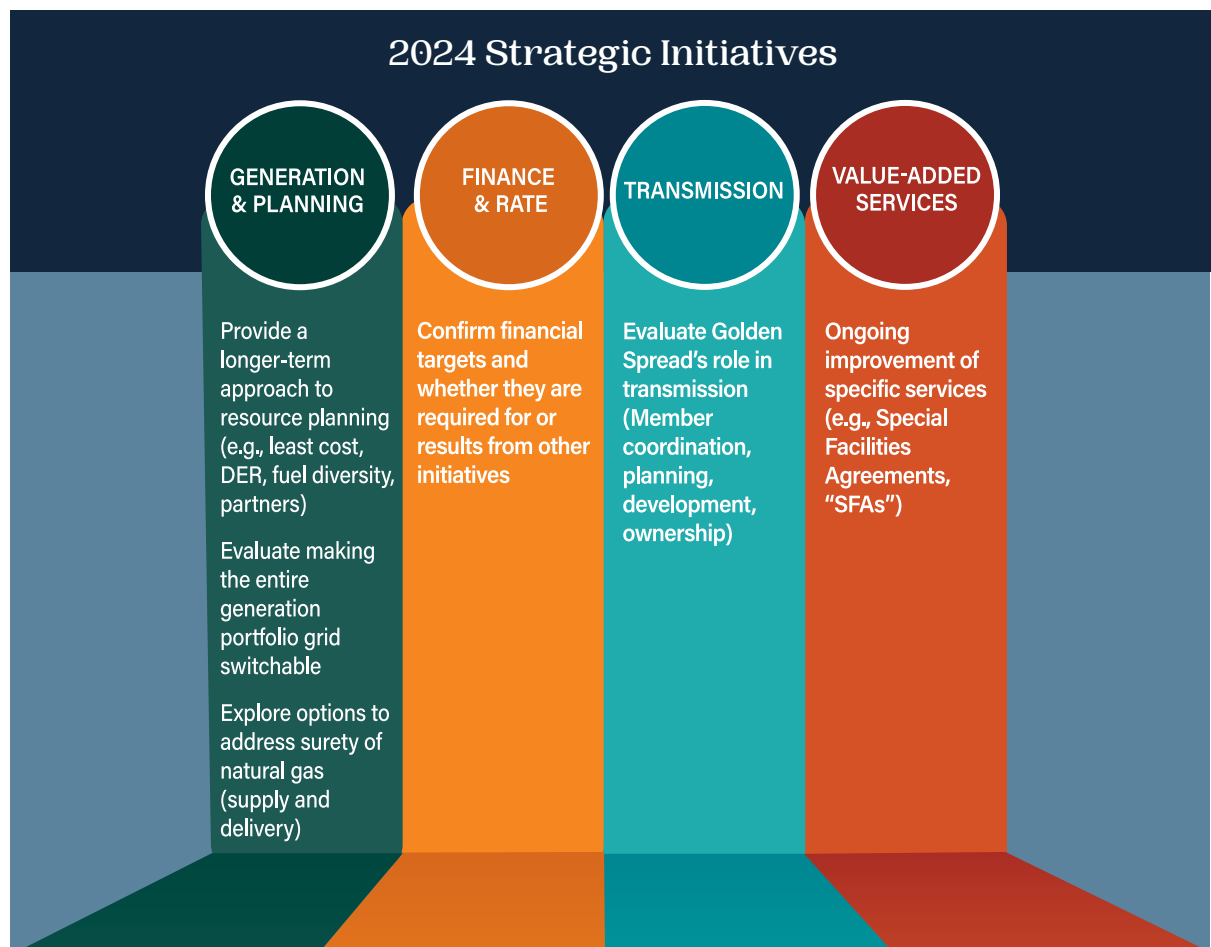 2024 Strategic Initiatives
GENERATION
& PLANNING
Provide a
longer-term
approach to
resource planning
(e.g., least cost,
DER, fuel diversity,
partners)
Evaluate making
the entire
generation
portfolio grid
switchable
Explore options to
address surety of
natural gas
(supply and
delivery)
FINANCE
& RATE
Confirm financial
targets and
whether they are
required for or
results from other
initiatives
TRANSMISSION
Evaluate Golden
Spread’s role in
transmission
(Member
coordination,
planning,
development,
ownership)
VALUE-ADDED
SERVICES
Ongoing
improvement of
specific services
(e.g., Special
Facilities
Agreements,
“SFAs”)